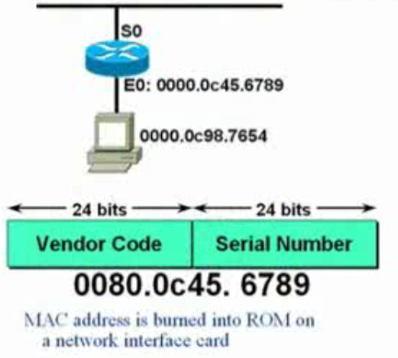 S0
E0: 0000.0c45.6789
0000.0c98.7654
24 bits 24 bits
Vendor Code Serial Number
0080.0c45. 6789
MAC address is burned into ROM on
a network interface card